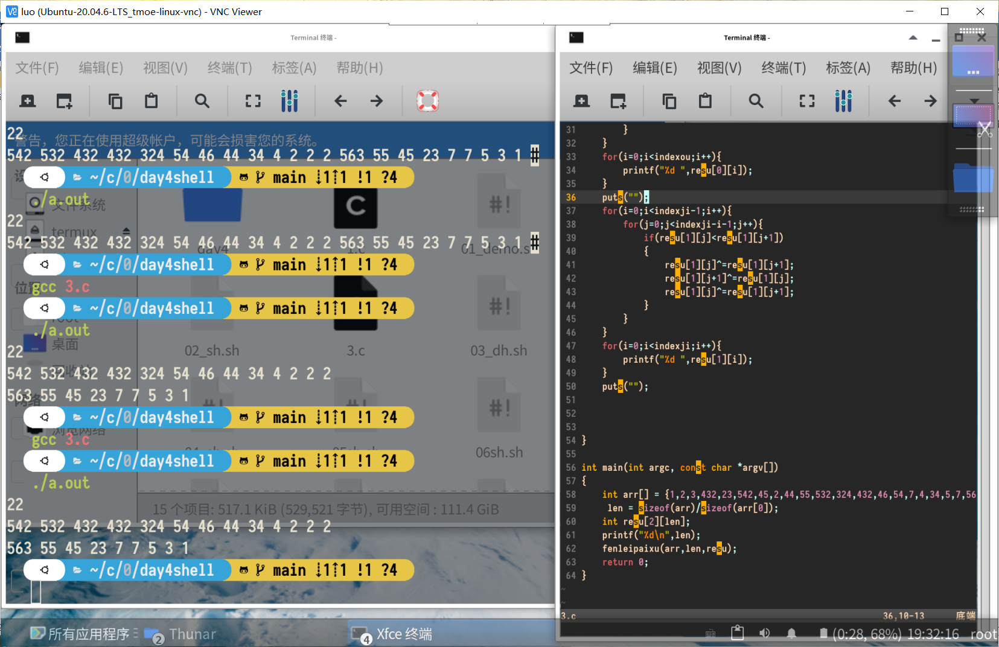 luo (Ubuntu-20.04.6-LTS_tmoe-linux-vnc) - VNC Viewer
Terminal 终端 -
文件(F) 编辑(E) 视图(V) 终端(T) 标签(A) 帮助(H)
22
警告，您正在使用超级帐户，可能会损害您的系统。
542 532 432 432 324 54 46 44 34 4 2 2 2 563 55 45 23 7 7 5 3 1 #
~/c/0/day4shell main ⇣1⇡1 !1 ?4
./a.out
文件系统
22
termux
542 532 432 432 324 54 46 44 34 4 2 2 2 563 55 45 23 7 7 5 3 1 #
day4 1.c 01_demo.s
~/c/0/day4shell main ⇣1⇡1 !1 ?4
gcc 3.c
~/c/0/day4shell main ⇣1⇡1 !1 ?4
root
./a.out
桌面
22
02_sh.sh 3.c 03_dh.sh
542 532 432 432 324 54 46 44 34 4 2 2 2
563 55 45 23 7 7 5 3 1
网络
~/c/0/day4shell main ⇣1⇡1 !1 ?4
浏览网络
gcc 3.c
06sh.sh
~/c/0/day4shell main ⇣1⇡1 !1 ?4
./a.out
22
15 个项目: 517.1 KiB (529,521 字节), 可用空间 : 111.4 GiB
542 532 432 432 324 54 46 44 34 4 2 2 2
563 55 45 23 7 7 5 3 1
~/c/0/day4shell main ⇣1⇡1 !1 ?4
Terminal 终端 -
文件(F) 编辑(E) 视图(V) 终端(T) 标签(A) 帮助(H)
31 }
32 }
33 for(i=0;i<indexou;i++){
34 printf("%d ",resu[0][i]);
35 }
36 puts("");
37 for(i=0;i<indexji-1;i++){
38 for(j=0;j<indexji-i-1;j++){
39 if(resu[1][j]<resu[1][j+1])
40 {
41 resu[1][j]^=resu[1][j+1];
42 resu[1][j+1]^=resu[1][j];
43 resu[1][j]^=resu[1][j+1];
44 }
45 }
46 }
47 for(i=0;i<indexji;i++){
48 printf("%d ",resu[1][i]);
49 }
50 puts("");
51
52
53
54 }
55
56 int main(int argc, const char *argv[])
57 {
58 int arr[] = {1,2,3,432,23,542,45,2,44,55,532,324,432,46,54,7,4,34,5,7,56
59 len = sizeof(arr)/sizeof(arr[0]);
60 int resu[2][len];
61 printf("%d\n",len);
62 fenleipaixu(arr,len,resu);
63 return 0;
64 }
~
~
3.c 36,10-13 底端
所有应用程序 2 Thunar 4 Xfce 终端 (0:28, 68%) 19:32:16 root